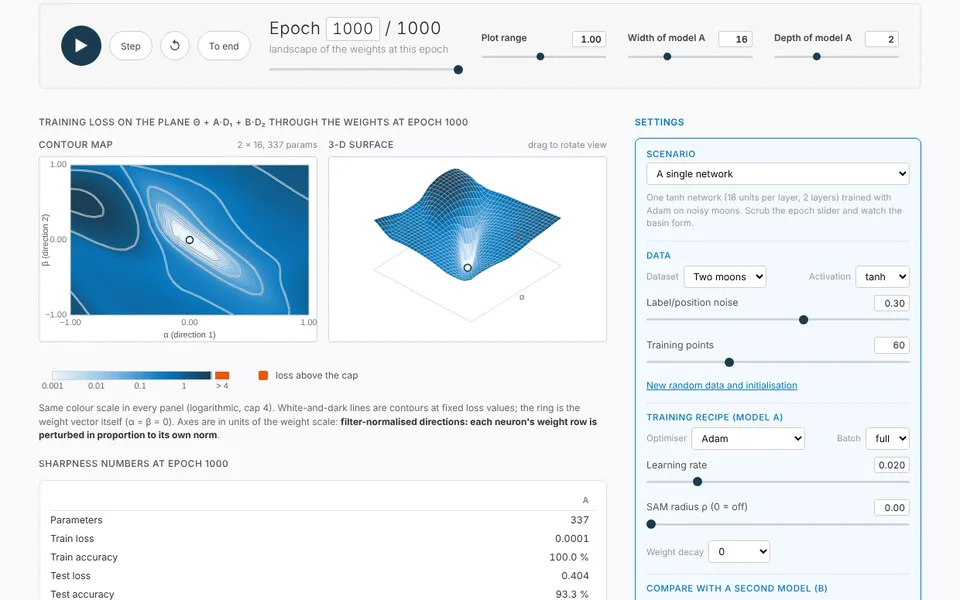 Step
To end
Epoch 1000 / 1000
landscape of the weights at this epoch
Plot range 1.00
Width of model A 16
Depth of model A 2
TRAINING LOSS ON THE PLANE Θ + Α·D₁ + Β·D₂ THROUGH THE WEIGHTS AT EPOCH 1000
CONTOUR MAP 2 × 16, 337 params
3-D SURFACE drag to rotate view
1.00
0.00
−1.00
β (direction 2)
−1.00 0.00 1.00
α (direction 1)
α
0.001 0.01 0.1 1 > 4
loss above the cap
Same colour scale in every panel (logarithmic, cap 4). White-and-dark lines are contours at fixed loss values; the ring is the
weight vector itself (α = β = 0). Axes are in units of the weight scale: filter-normalised directions: each neuron's weight row is
perturbed in proportion to its own norm.
SHARPNESS NUMBERS AT EPOCH 1000
A
Parameters 337
Train loss 0.0001
Train accuracy 100.0 %
Test loss 0.404
Test accuracy 93.3 %
SETTINGS
SCENARIO
A single network
One tanh network (16 units per layer, 2 layers) trained with
Adam on noisy moons. Scrub the epoch slider and watch the
basin form.
DATA
Dataset Two moons Activation tanh
Label/position noise 0.30
Training points 60
New random data and initialisation
TRAINING RECIPE (MODEL A)
Optimiser Adam Batch full
Learning rate 0.020
SAM radius ρ (0 = off) 0.00
Weight decay 0
COMPARE WITH A SECOND MODEL (B)